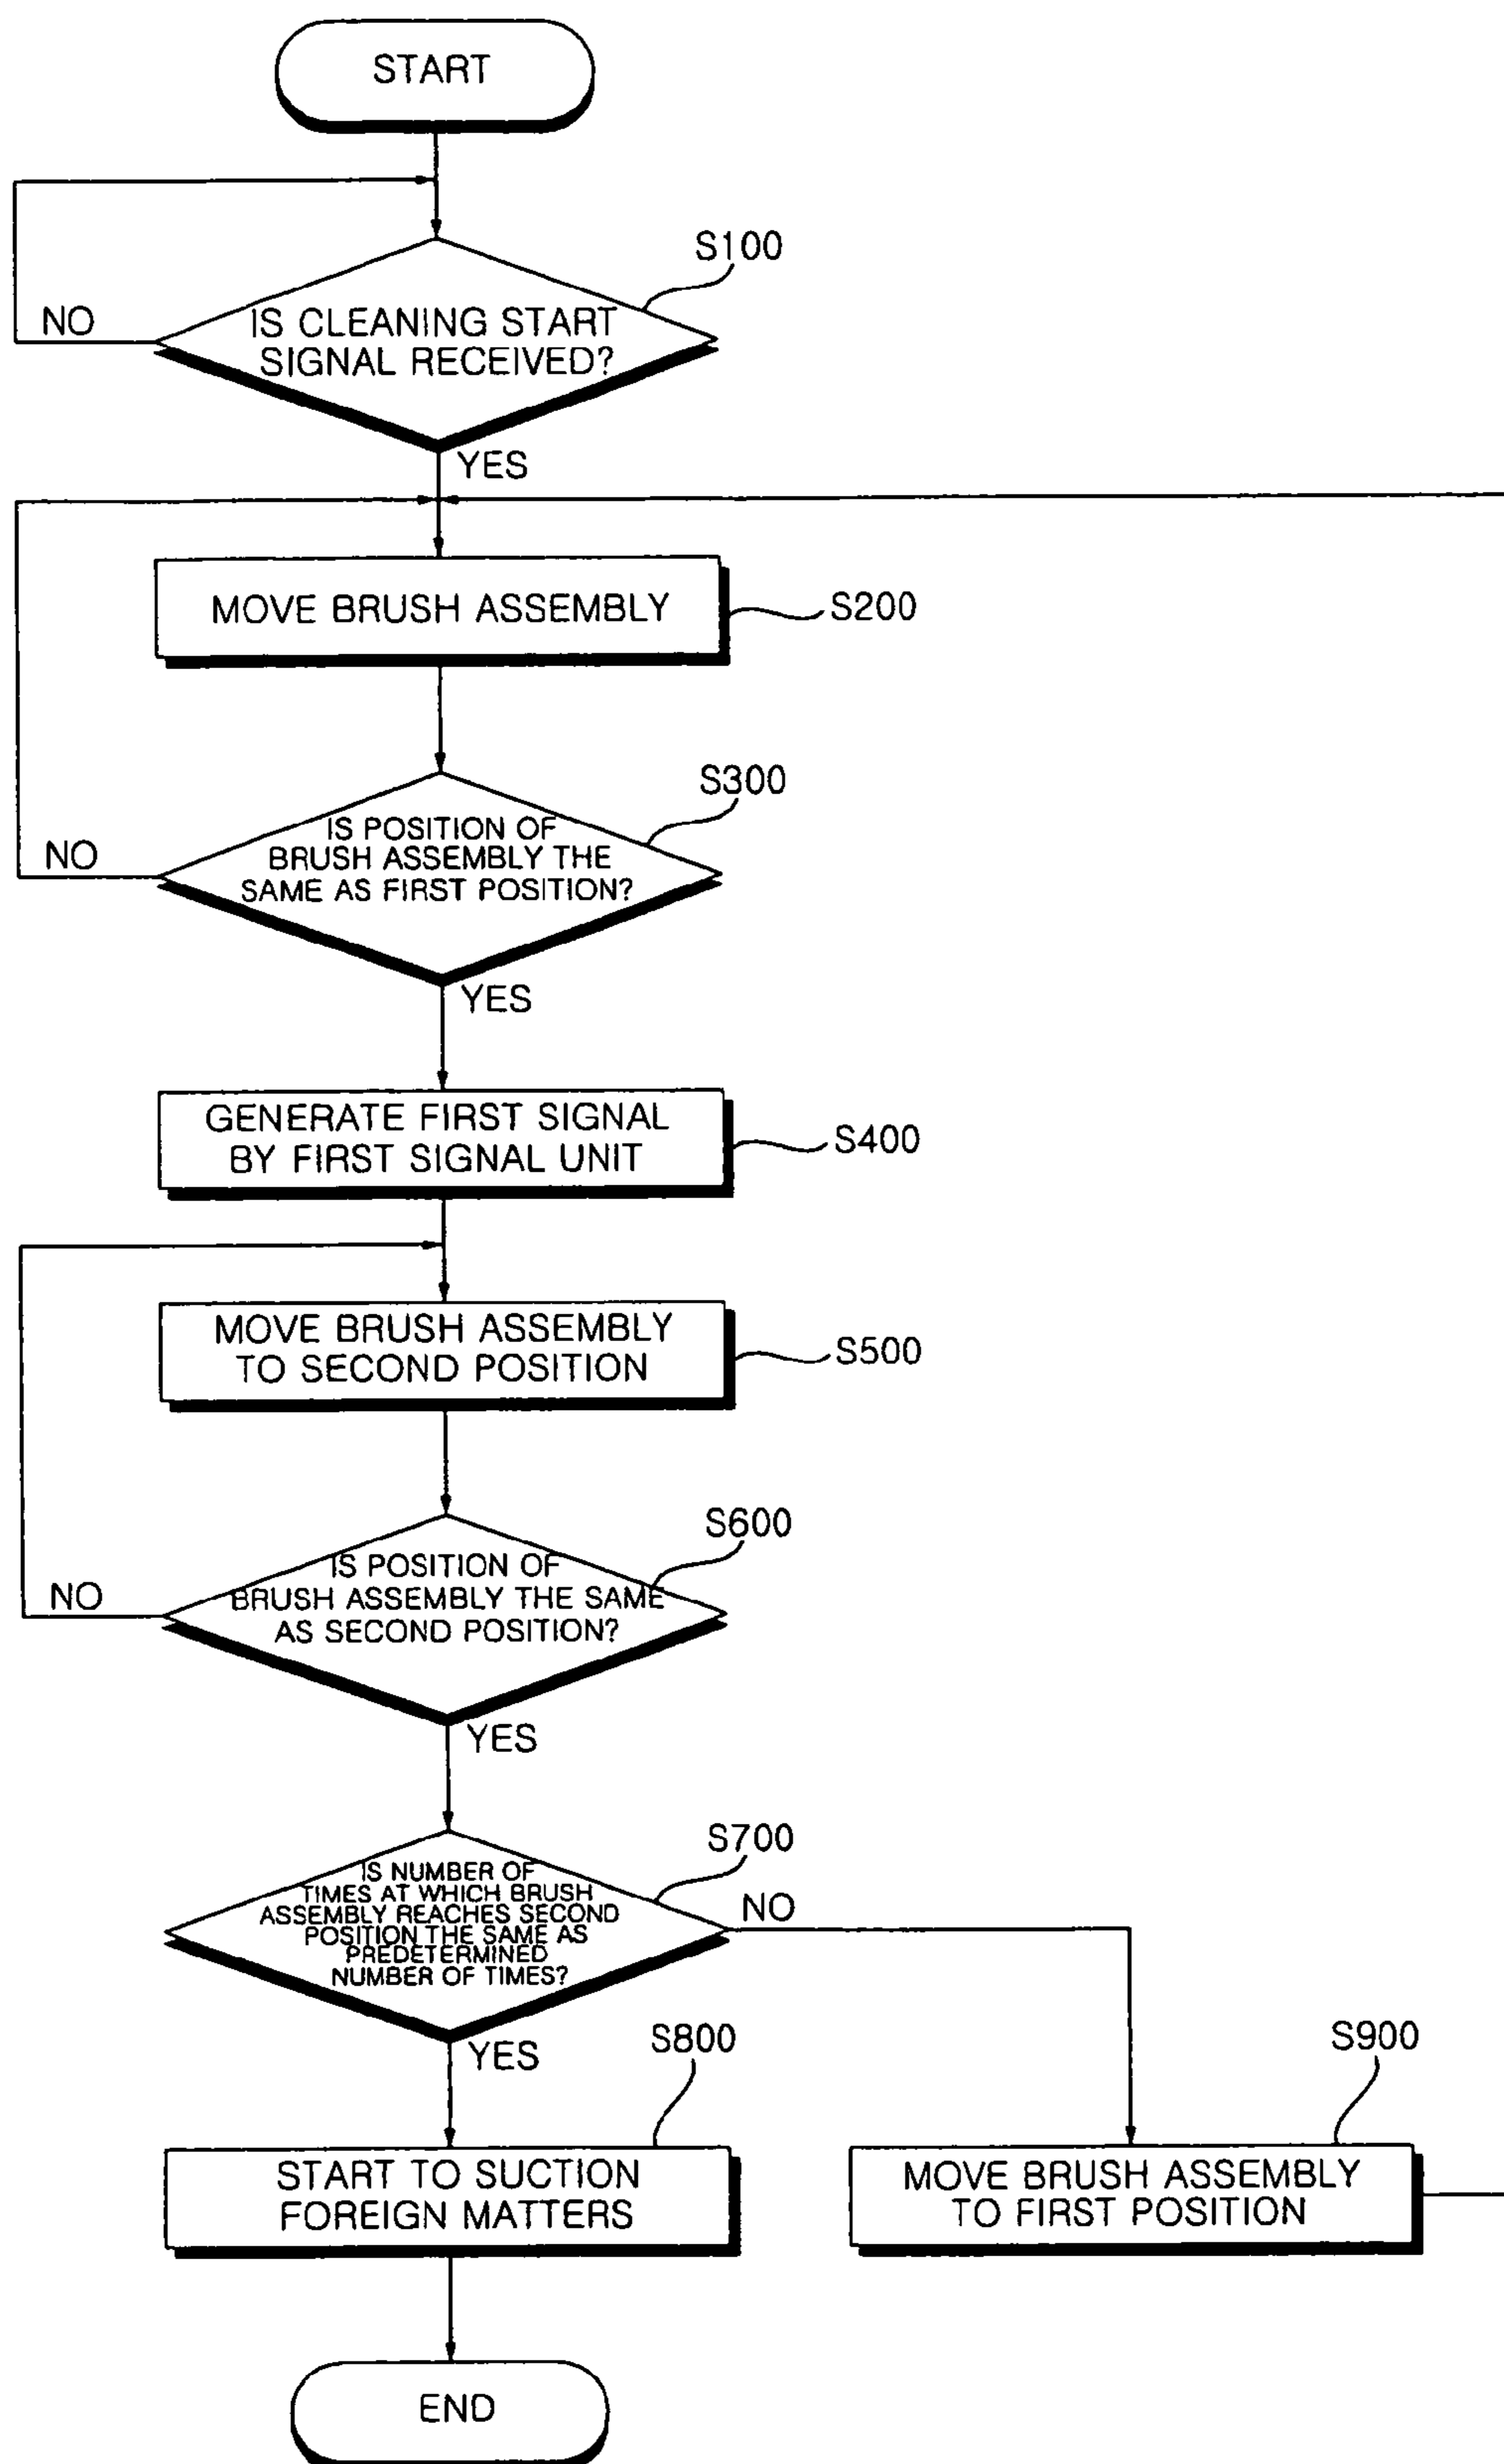 START
S100
NO
IS CLEANING START
SIGNAL RECEIVED?
YES
MOVE BRUSH ASSEMBLY
S200
S300
IS POSITION OF
BRUSH ASSEMBLY THE
SAME AS FIRST POSITION?
NO
YES
GENERATE FIRST SIGNAL
BY FIRST SIGNAL UNIT
S400
MOVE BRUSH ASSEMBLY
TO SECOND POSITION
S500
S600
IS POSITION OF
BRUSH ASSEMBLY THE SAME
AS SECOND POSITION?
NO
YES
S700
IS NUMBER OF
TIMES AT WHICH BRUSH
ASSEMBLY REACHES SECOND
POSITION THE SAME AS
PREDETERMINED
NUMBER OF TIMES?
NO
YES
S800
S900
START TO SUCTION
FOREIGN MATTERS
MOVE BRUSH ASSEMBLY
TO FIRST POSITION
END